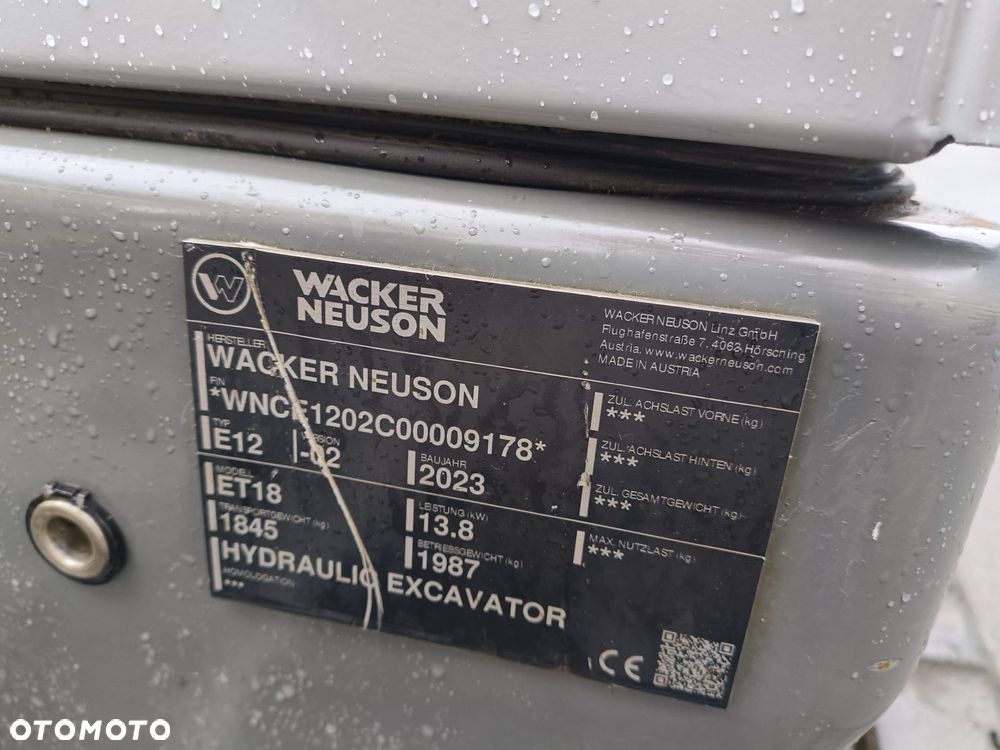 W
WACKER
NEUSON
WACKER NEUSON Linz GmbH
Flughafenstraße 7, 4063 Hörsching
Austria, www.wackerneuson.com
MADE IN AUSTRIA
HERSTELLER
WACKER NEUSON
FIN
*WNCE1202C00009178*
TYP VERSION BAUJAHR
E12 -02 2023
MODELL LEISTUNG (kW)
ET18 13.8
TRANSPORTGEWICHT (kg) BETRIEBSGEWICHT (kg)
1845 1987
HYDRAULIC EXCAVATOR
HOMOLOGATION
***
ZUL. ACHSLAST VORNE (kg)
***
ZUL. ACHSLAST HINTEN (kg)
***
ZUL. GESAMTGEWICHT (kg)
***
MAX. NUTZLAST (kg)
***
CE
OTOMOTO